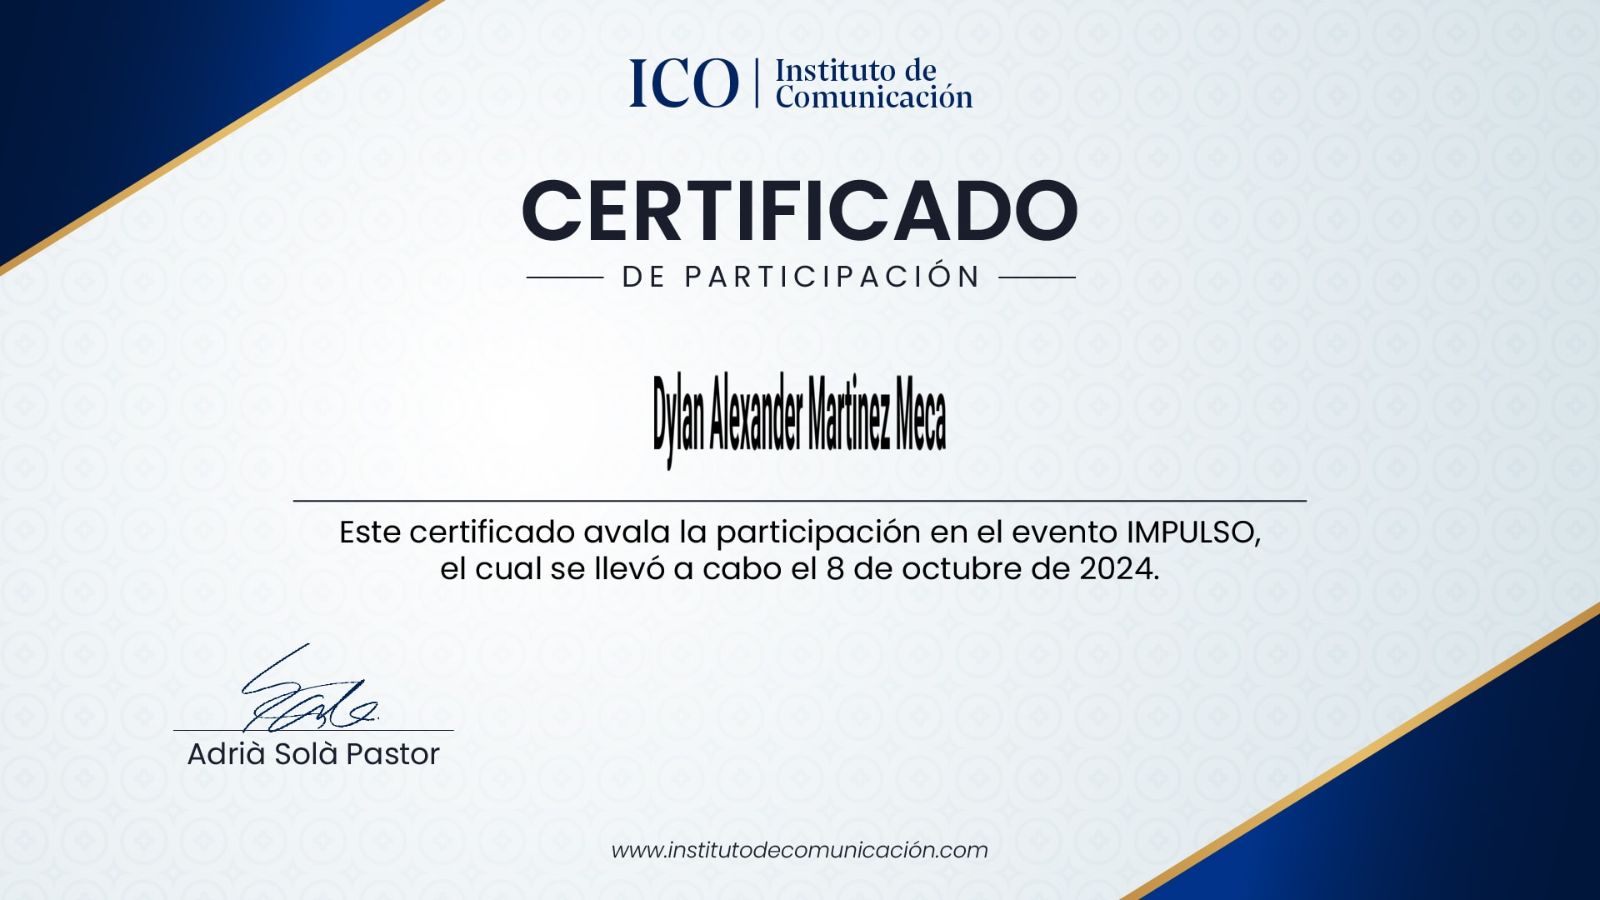 ICO | Instituto de
Comunicación
CERTIFICADO
DE PARTICIPACIÓN
Dylan Alexander Martinez Meca
Este certificado avala la participación en el evento IMPULSO,
el cual se llevó a cabo el 8 de octubre de 2024.
Adrià Solà Pastor
www.institutodecomunicación.com